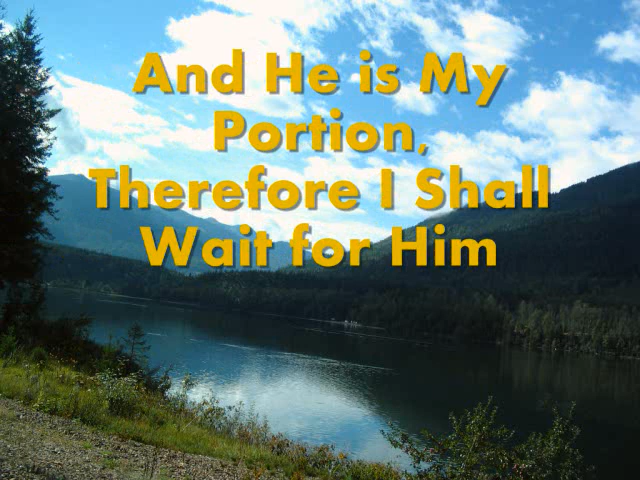 And He is My
Portion,
Therefore I Shall
Wait for Him